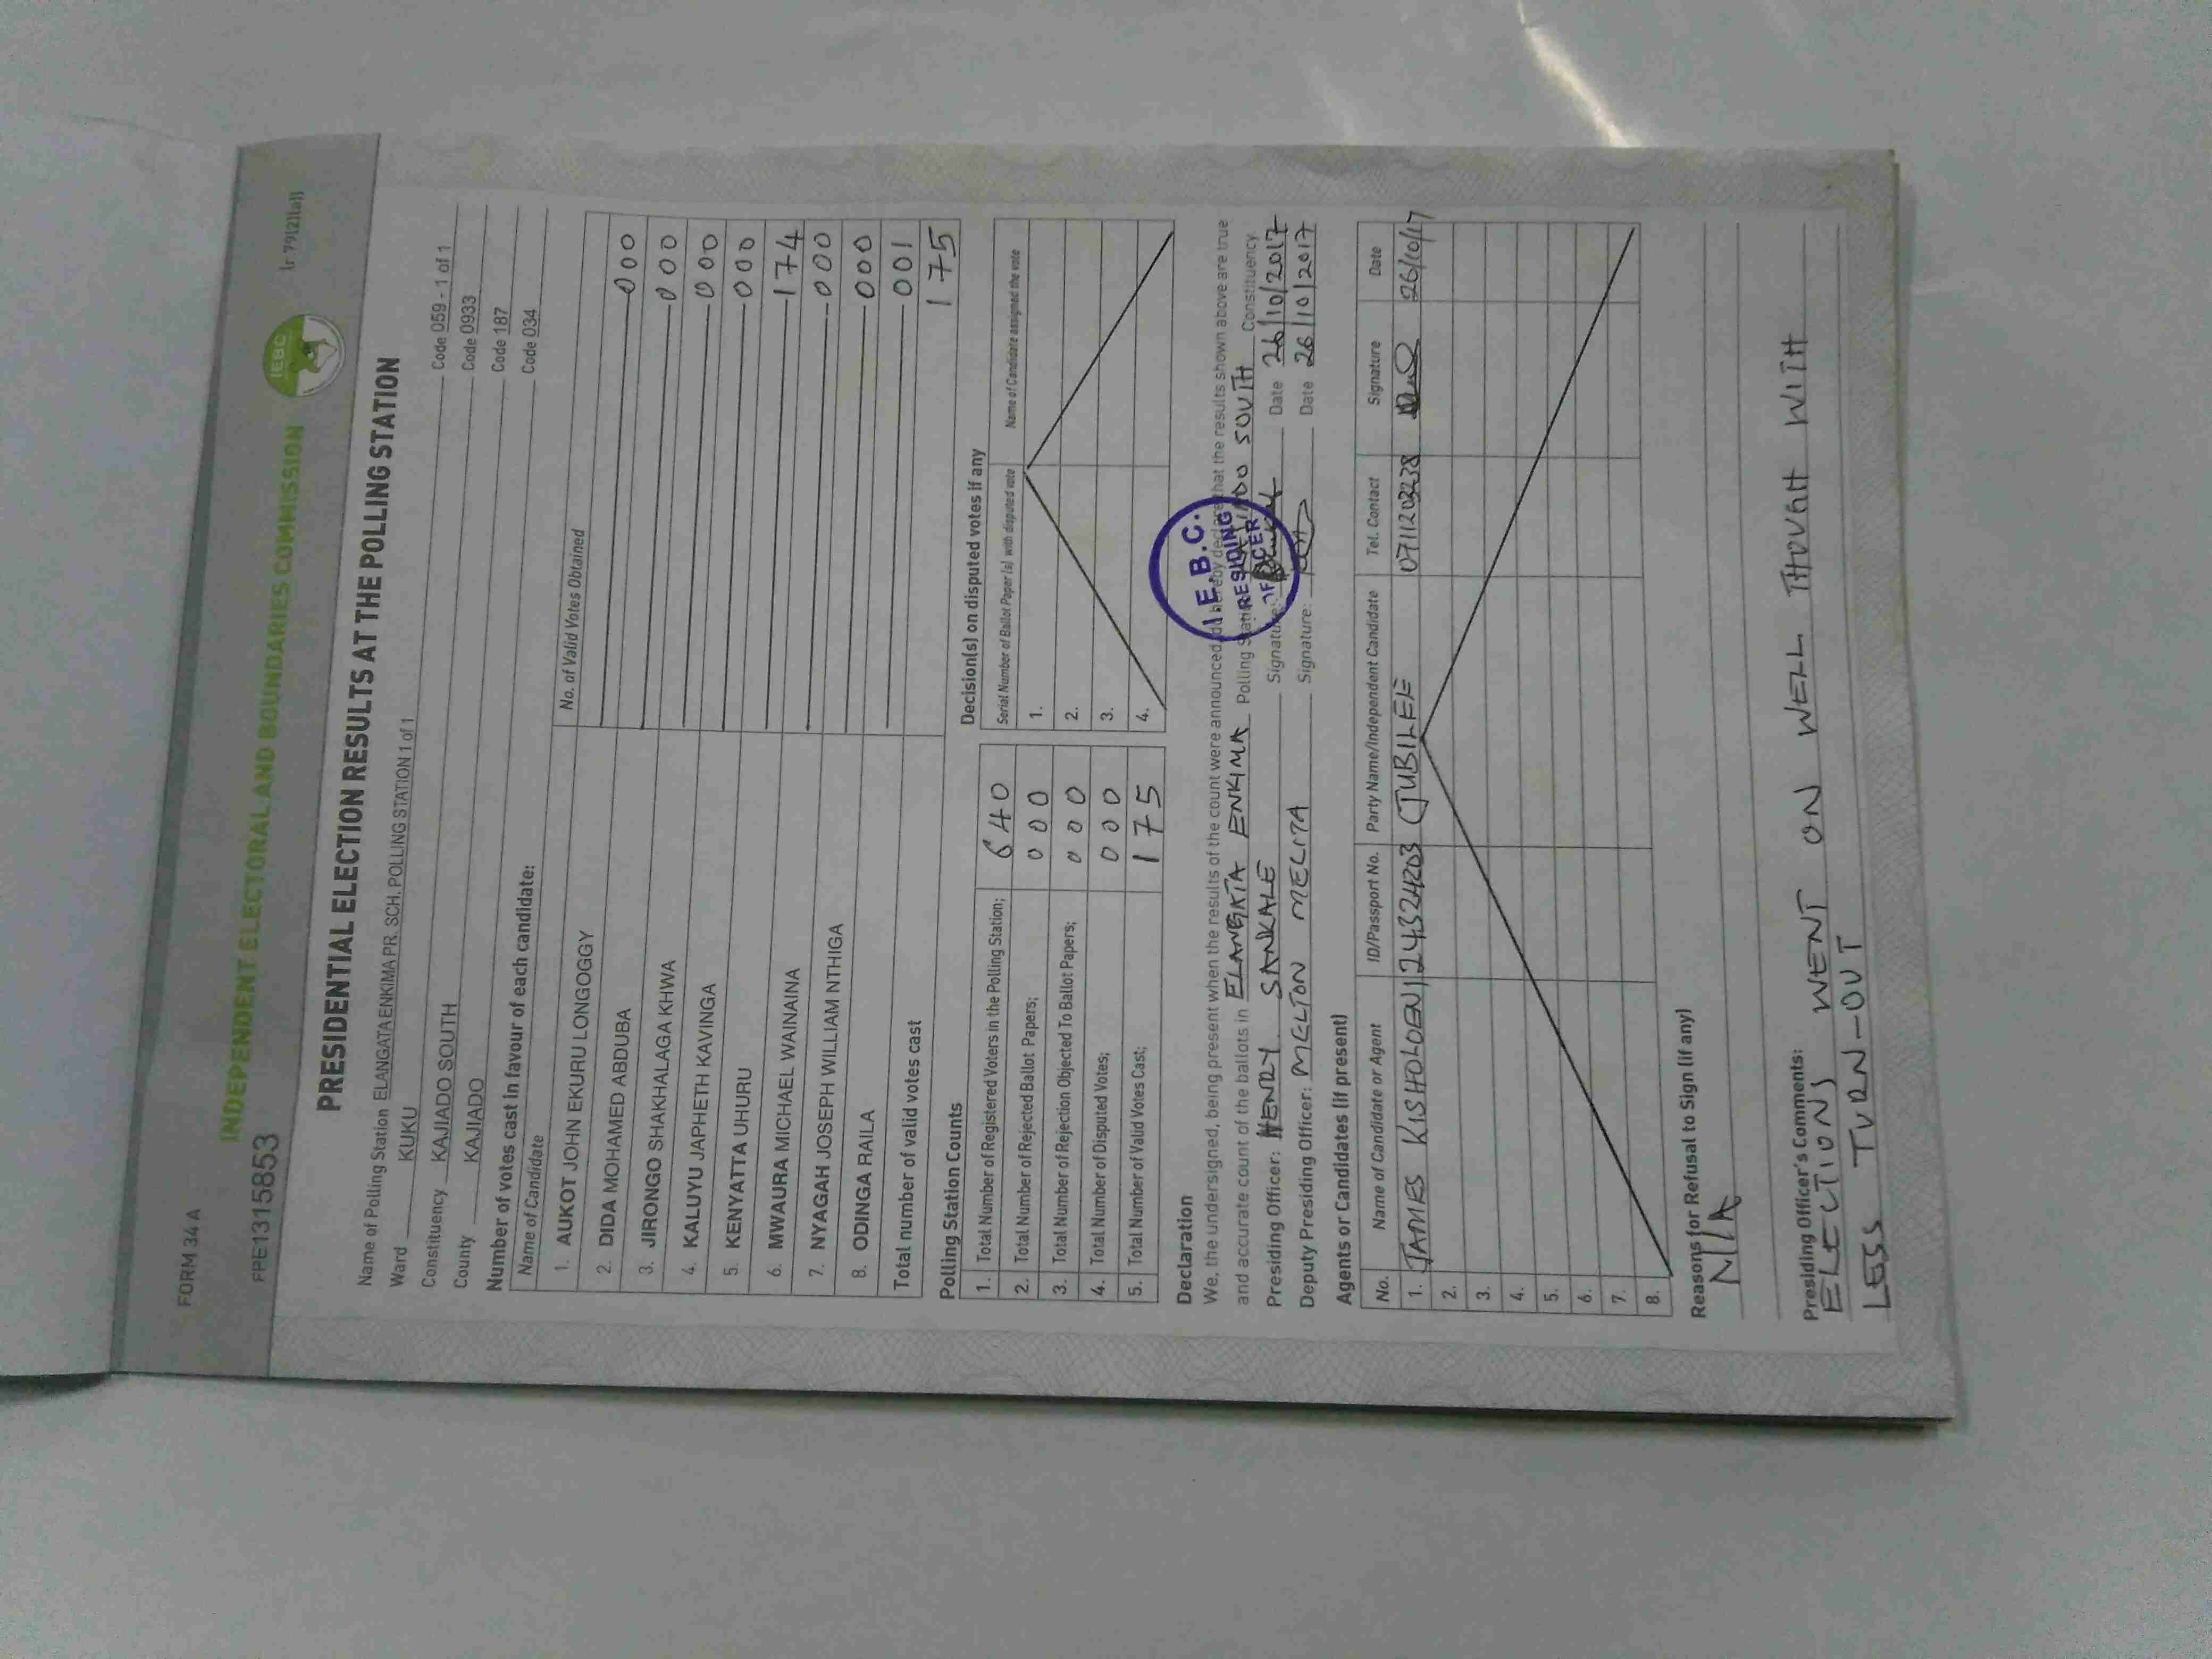 FORM 34 A
INDEPENDENT ELECTORAL AND BOUNDARIES COMMISSION
IEBC
FPE1315853
(r 79(2)(a))
PRESIDENTIAL ELECTION RESULTS AT THE POLLING STATION
Name of Polling Station ELANGATA ENKIMA PR. SCH. POLLING STATION 1 of 1 Code 059 - 1 of 1
Ward KUKU Code 0933
Constituency KAJIADO SOUTH Code 187
County KAJIADO Code 034
Number of votes cast in favour of each candidate:
Name of Candidate No. of Valid Votes Obtained
1. AUKOT JOHN EKURU LONGOGGY 000
2. DIDA MOHAMED ABDUBA 000
3. JIRONGO SHAKHALAGA KHWA 000
4. KALUYU JAPHETH KAVINGA 000
5. KENYATTA UHURU 174
6. MWAURA MICHAEL WAINAINA 000
7. NYAGAH JOSEPH WILLIAM NTHIGA 000
8. ODINGA RAILA 001
Total number of valid votes cast 175
Polling Station Counts
1. Total Number of Registered Voters in the Polling Station; 640
2. Total Number of Rejected Ballot Papers; 000
3. Total Number of Rejection Objected To Ballot Papers; 000
4. Total Number of Disputed Votes; 000
5. Total Number of Valid Votes Cast; 175
Decision(s) on disputed votes if any
Serial Number of Ballot Paper (s) with disputed vote Name of Candidate assigned the vote
1.
2.
3.
4.
Declaration
We, the undersigned, being present when the results of the count were announced, do hereby declare that the results shown above are true
and accurate count of the ballots in ELANGATA ENKIMA Polling Station KAJIADO SOUTH Constituency
Presiding Officer: HENRY SANKALE Signature: Date 26/10/2017
Deputy Presiding Officer: MELTON MELITA Signature: Date 26/10/2017
I.E.B.C.
PRESIDING
OFFICER
Agents or Candidates (if present)
No. Name of Candidate or Agent ID/Passport No. Party Name/Independent Candidate Tel. Contact Signature Date
1. JAMES KISHOLOENI 24324203 JUBILEE 0711203238 26/10/17
2.
3.
4.
5.
6.
7.
8.
Reasons for Refusal to Sign (if any)
N/A
Presiding Officer's Comments:
ELECTIONS WENT ON WELL THOUGH WITH
LESS TURN-OUT